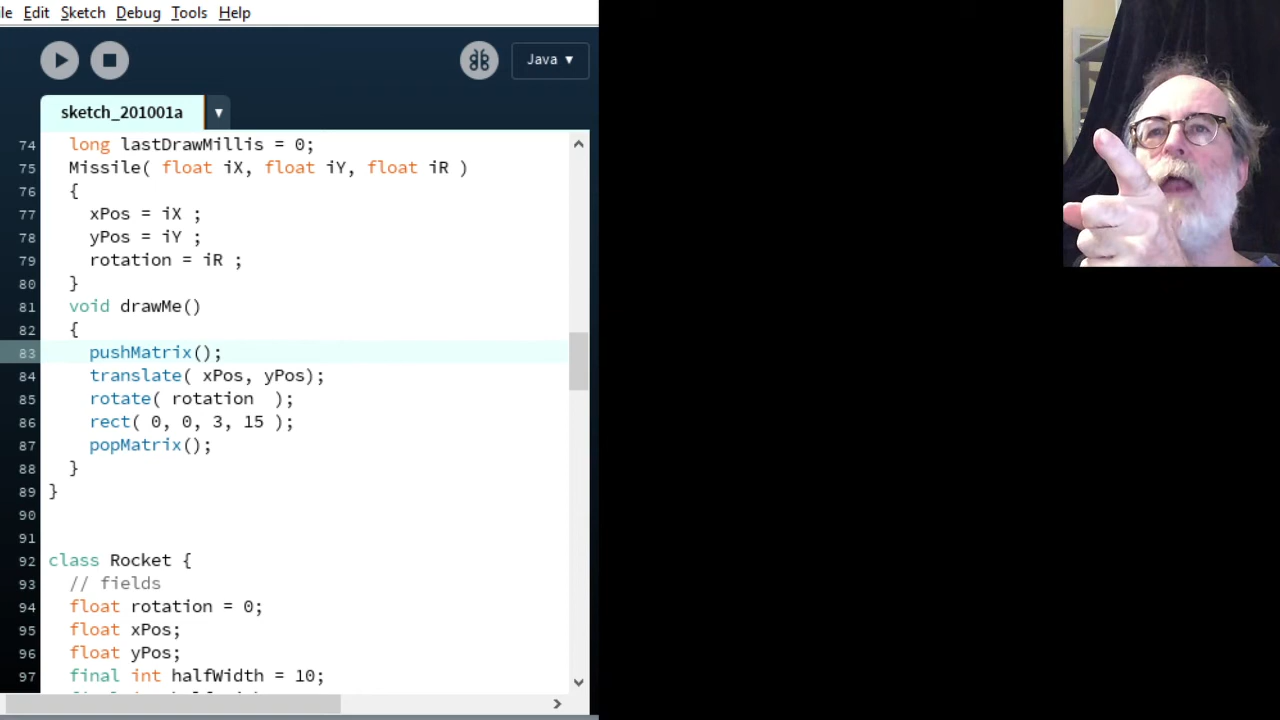 le Edit Sketch Debug Tools Help
Java ▾
sketch_201001a ▾
74 long lastDrawMillis = 0;
75 Missile( float iX, float iY, float iR )
76 {
77 xPos = iX ;
78 yPos = iY ;
79 rotation = iR ;
80 }
81 void drawMe()
82 {
83 pushMatrix();
84 translate( xPos, yPos);
85 rotate( rotation  );
86 rect( 0, 0, 3, 15 );
87 popMatrix();
88 }
89 }
90
91
92 class Rocket {
93 // fields
94 float rotation = 0;
95 float xPos;
96 float yPos;
97 final int halfWidth = 10;